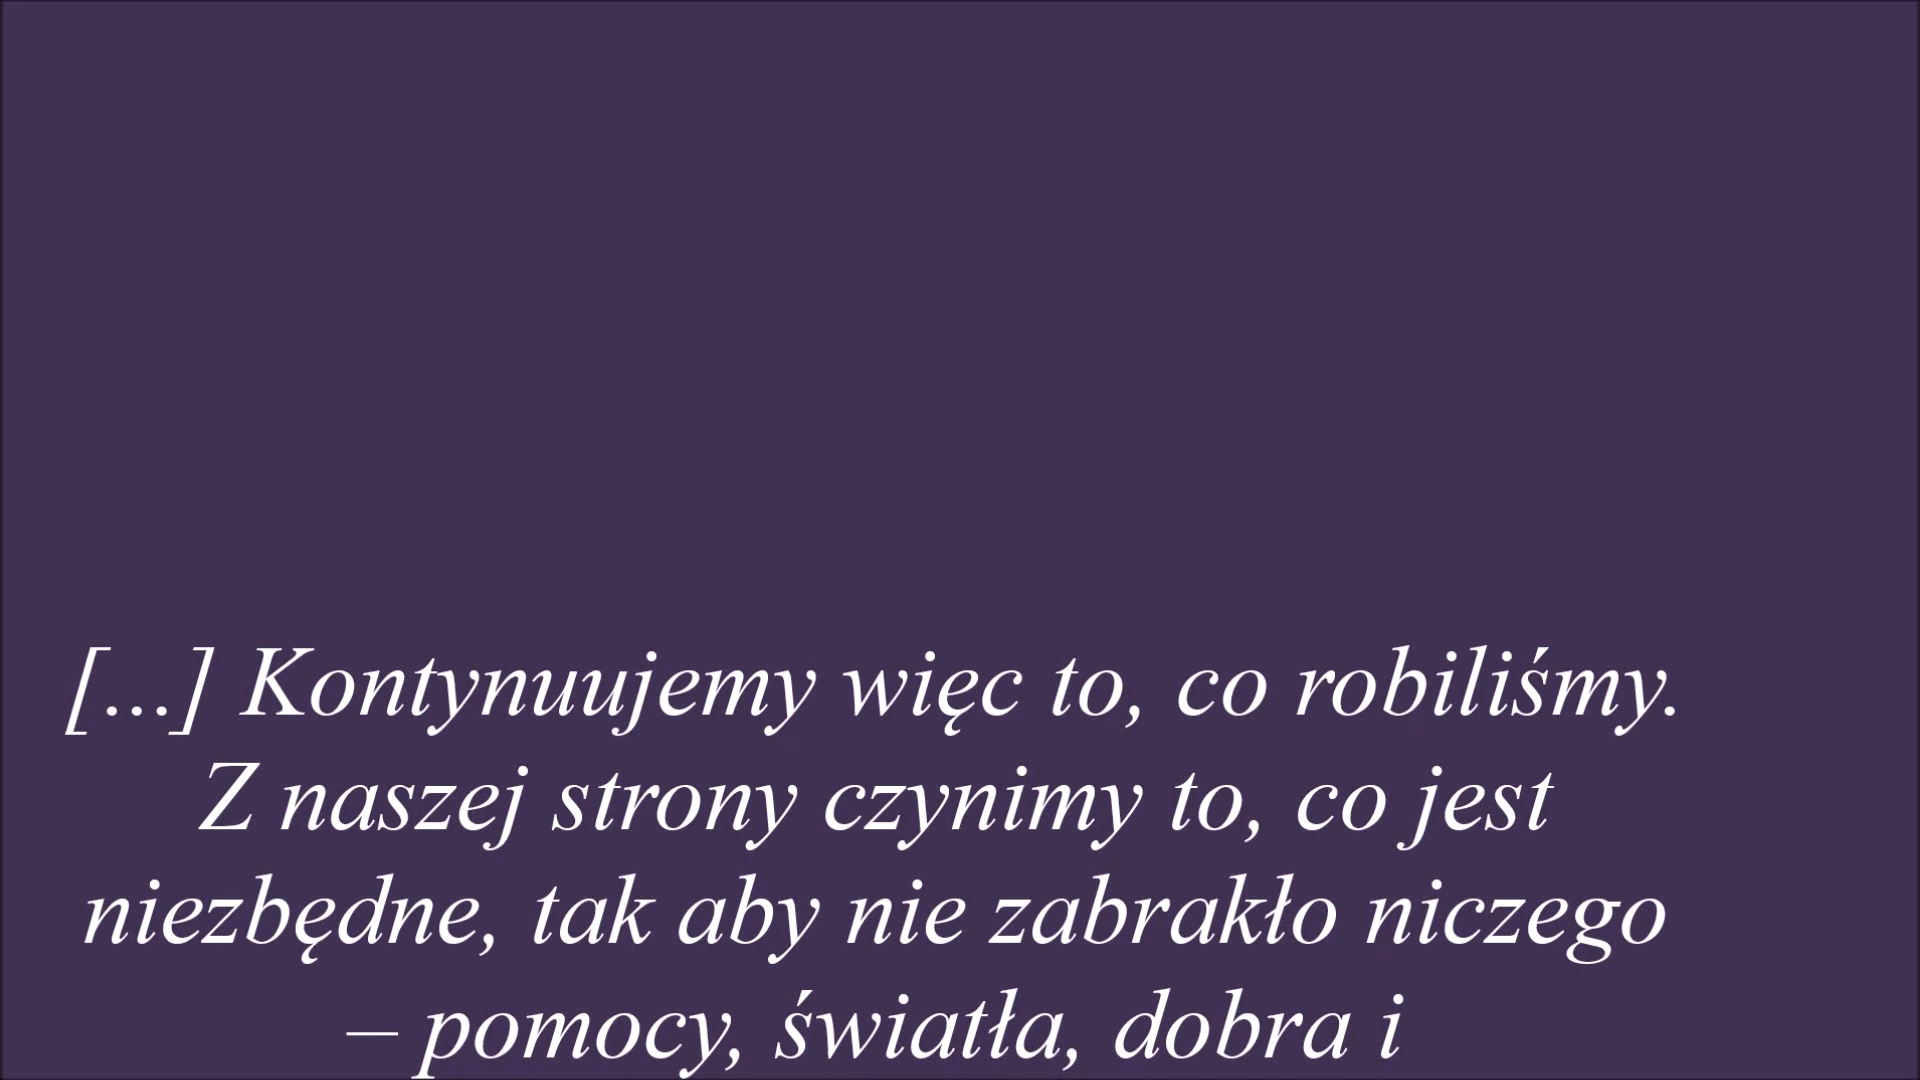 [...] Kontynuujemy więc to, co robiliśmy.
Z naszej strony czynimy to, co jest
niezbędne, tak aby nie zabrakło niczego
– pomocy, światła, dobra i